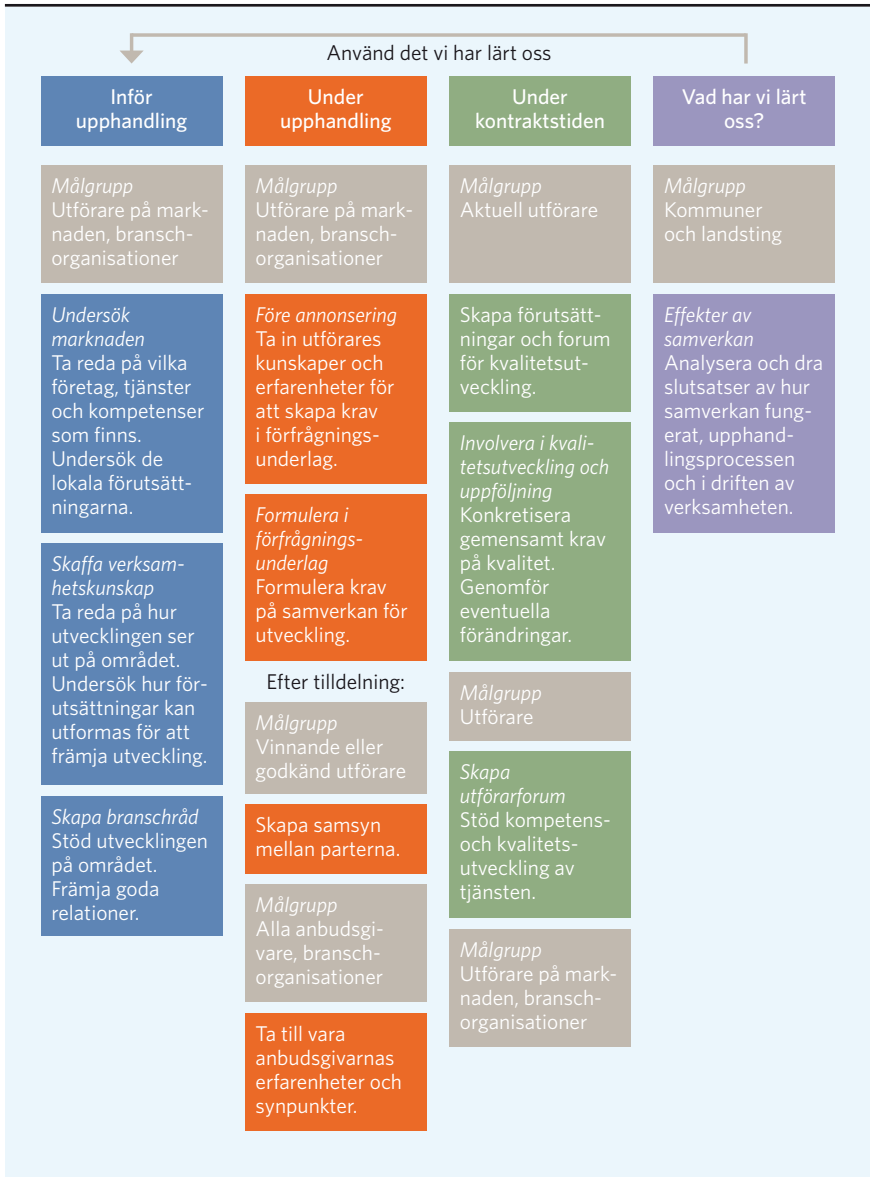 Använd det vi har lärt oss
Inför
upphandling
Målgrupp
Utförare på mark-
naden, bransch-
organisationer
Undersök
marknaden
Ta reda på vilka
företag, tjänster
och kompetenser
som finns.
Undersök de
lokala förutsätt-
ningarna.
Skaffa verksam-
hetskunskap
Ta reda på hur
utvecklingen ser
ut på området.
Undersök hur för-
utsättningar kan
utformas för att
främja utveckling.
Skapa branschråd
Stöd utvecklingen
på området.
Främja goda
relationer.
Under
upphandling
Målgrupp
Utförare på mark-
naden, bransch-
organisationer
Före annonsering
Ta in utförares
kunskaper och
erfarenheter för
att skapa krav
i förfrågnings-
underlag.
Formulera i
förfrågnings-
underlag
Formulera krav
på samverkan för
utveckling.
Efter tilldelning:
Målgrupp
Vinnande eller
godkänd utförare
Skapa samsyn
mellan parterna.
Målgrupp
Alla anbudsgi-
vare, bransch-
organisationer
Ta till vara
anbudsgivarnas
erfarenheter och
synpunkter.
Under
kontraktstiden
Målgrupp
Aktuell utförare
Skapa förutsätt-
ningar och forum
för kvalitetsut-
veckling.
Involvera i kvali-
tetsutveckling och
uppföljning
Konkretisera
gemensamt krav
på kvalitet.
Genomför
eventuella
förändringar.
Målgrupp
Utförare
Skapa
utförarforum
Stöd kompetens-
och kvalitets-
utveckling av
tjänsten.
Målgrupp
Utförare på mark-
naden, bransch-
organisationer
Vad har vi lärt
oss?
Målgrupp
Kommuner
och landsting
Effekter av
samverkan
Analysera och dra
slutsatser av hur
samverkan fung-
erat, upphand-
lingsprocessen
och i driften av
verksamheten.